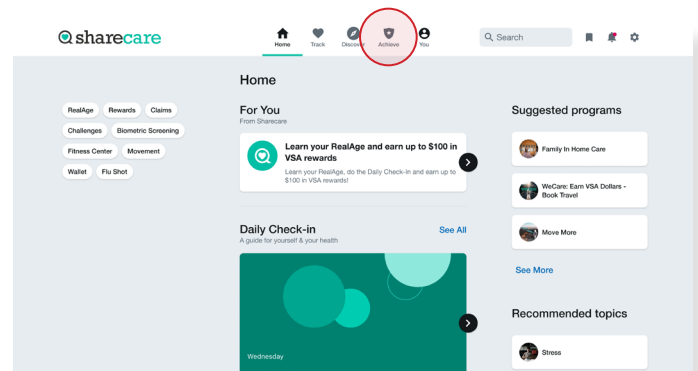 sharecare
Home
Track
Discover
Achieve
You
Search
Home
RealAge
Rewards
Claims
Challenges
Biometric Screening
Fitness Center
Movement
Wallet
Flu Shot
For You
From Sharecare
Learn your RealAge and earn up to $100 in
VSA rewards
Learn your RealAge, do the Daily Check-In and earn up to
$100 in VSA rewards!
Daily Check-in
See All
A guide for yourself & your health
Wednesday
Suggested programs
Family In Home Care
WeCare: Earn VSA Dollars -
Book Travel
Move More
See More
Recommended topics
Stress